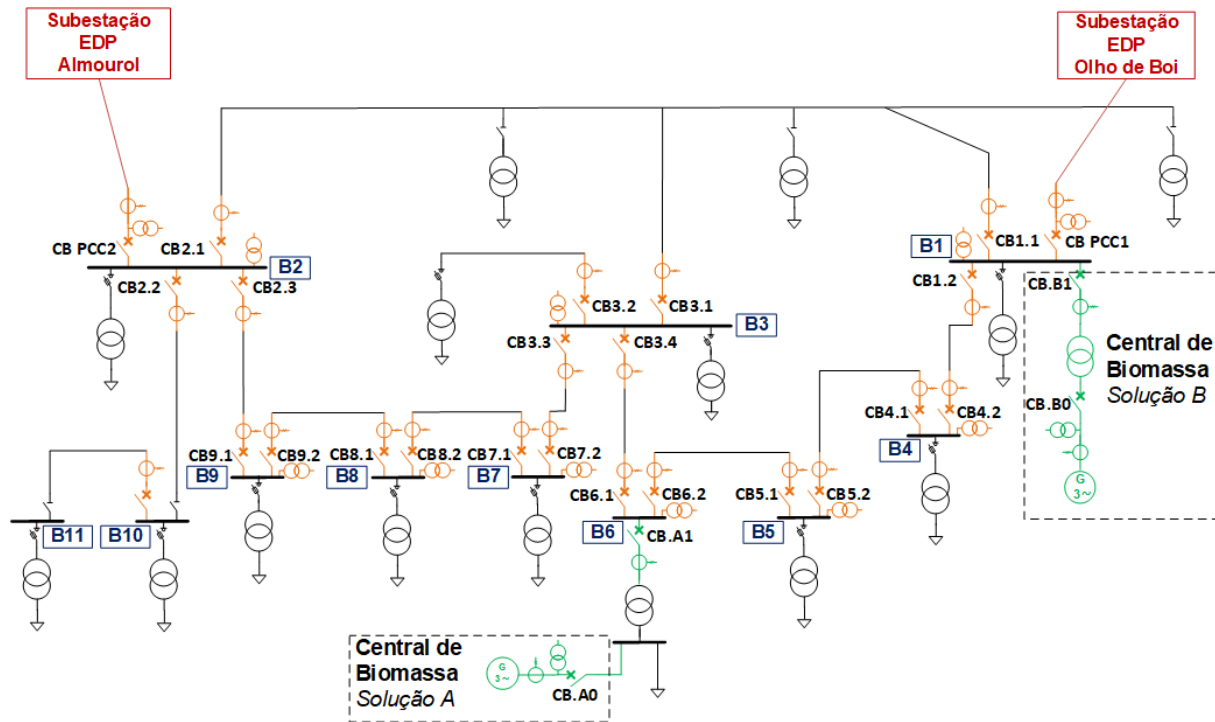 Subestação
EDP
Almourol
Subestação
EDP
Olho de Boi
CB PCC2
CB2.1
B2
CB2.2
CB2.3
B1
CB1.1
CB PCC1
CB1.2
CB.B1
CB3.2
CB3.1
B3
CB3.3
CB3.4
Central de
Biomassa
Solução B
CB.B0
G
3~
CB4.1
CB4.2
B4
CB9.1
CB9.2
B9
CB8.1
CB8.2
B8
CB7.1
CB7.2
B7
CB6.1
CB6.2
B6
CB.A1
CB5.1
CB5.2
B5
B11
B10
Central de
Biomassa
Solução A
G
3~
CB.A0